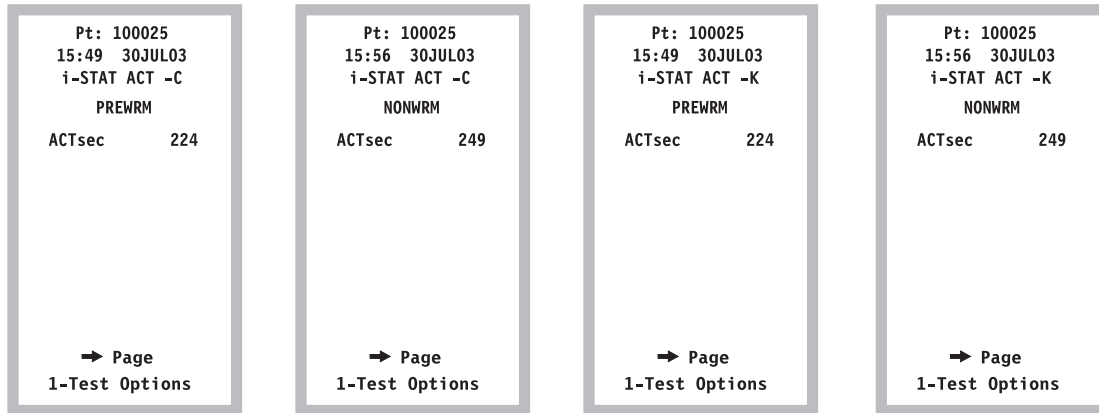 Pt: 100025
15:49 30JUL03
i-STAT ACT -C
PREWRM
ACTsec 224
→ Page
1-Test Options
Pt: 100025
15:56 30JUL03
i-STAT ACT -C
NONWRM
ACTsec 249
→ Page
1-Test Options
Pt: 100025
15:49 30JUL03
i-STAT ACT -K
PREWRM
ACTsec 224
→ Page
1-Test Options
Pt: 100025
15:56 30JUL03
i-STAT ACT -K
NONWRM
ACTsec 249
→ Page
1-Test Options